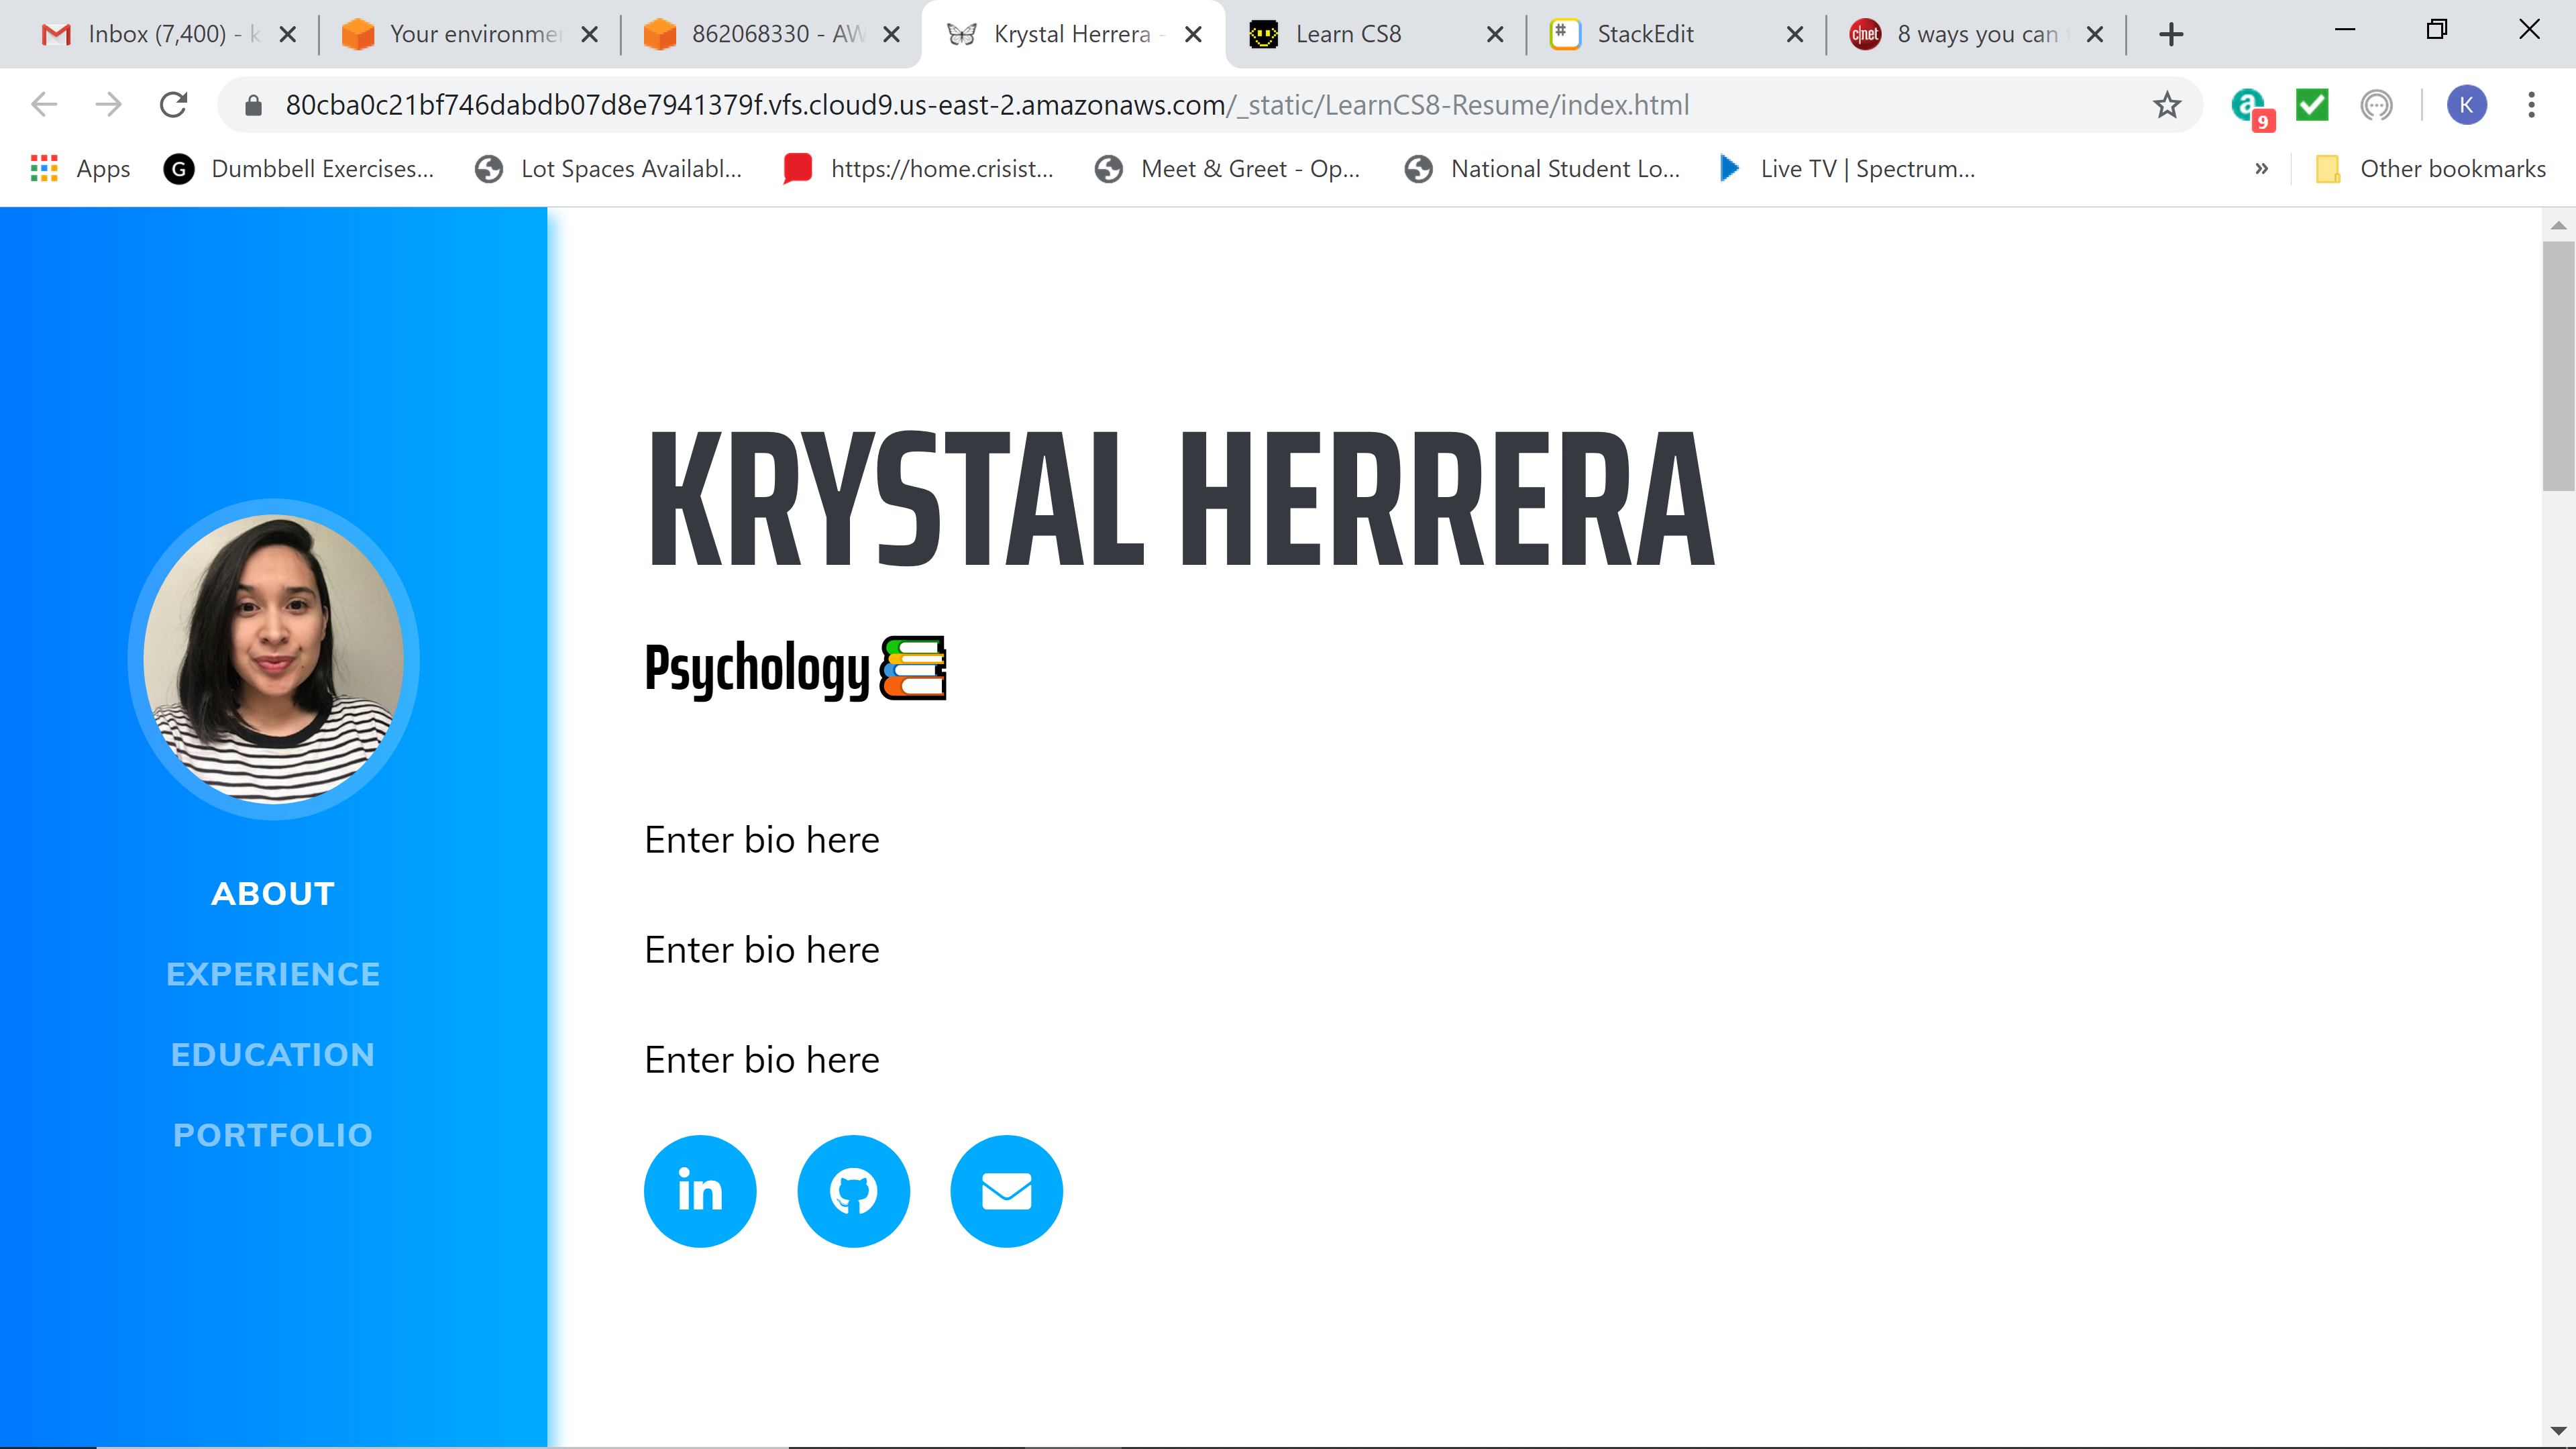 Inbox (7,400) - k
Your environme
862068330 - AW
Krystal Herrera -
Learn CS8
StackEdit
8 ways you can
80cba0c21bf746dabdb07d8e7941379f.vfs.cloud9.us-east-2.amazonaws.com/_static/LearnCS8-Resume/index.html
9
K
Apps
Dumbbell Exercises...
Lot Spaces Availabl...
https://home.crisist...
Meet & Greet - Op...
National Student Lo...
Live TV | Spectrum...
Other bookmarks
KRYSTAL HERRERA
Psychology
Enter bio here
Enter bio here
Enter bio here
ABOUT
EXPERIENCE
EDUCATION
PORTFOLIO